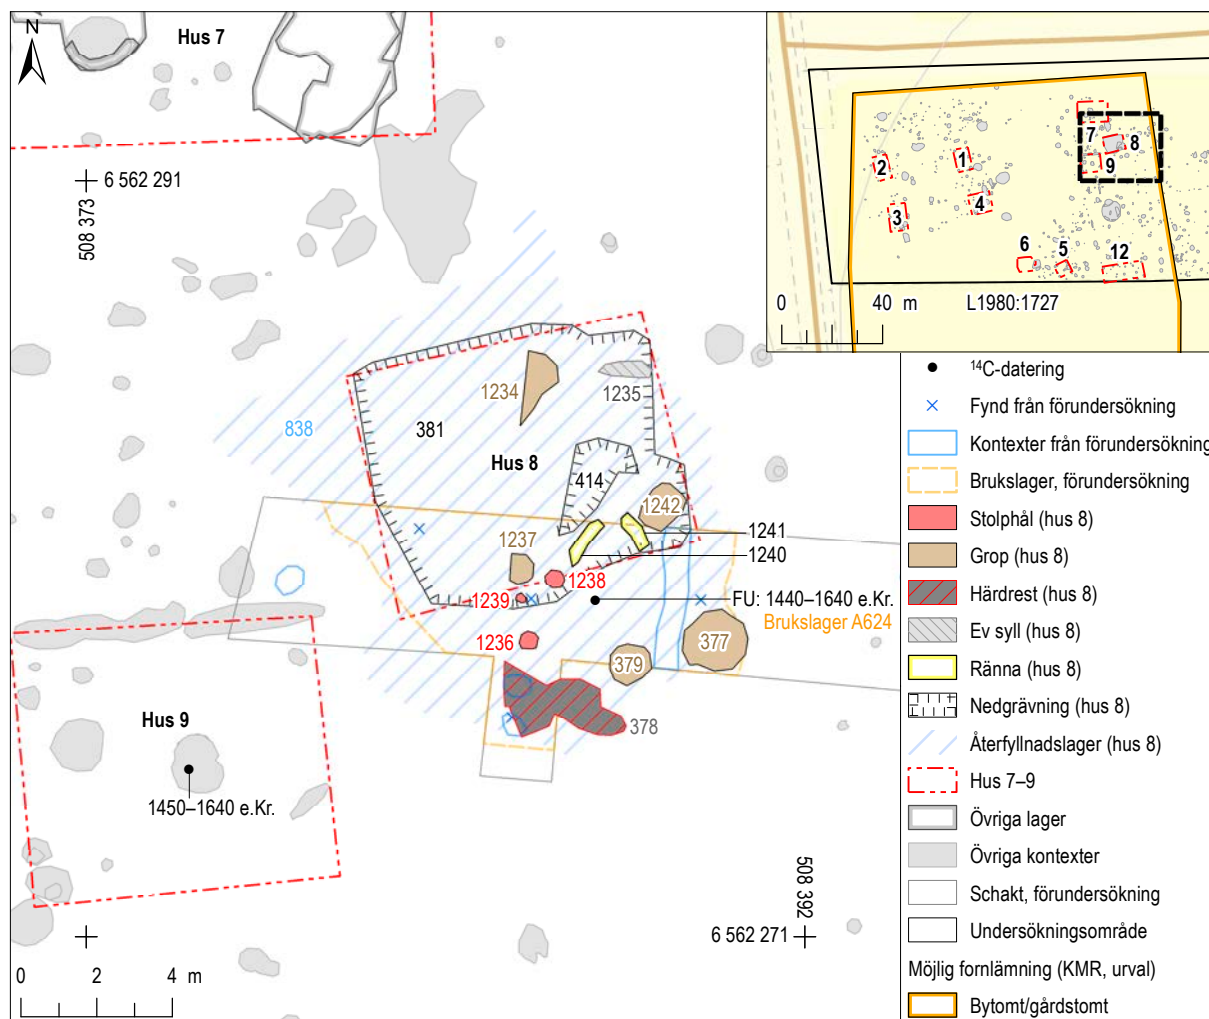 N
Hus 7
6 562 291
508 373
1234
1235
838
381
Hus 8
414
1242
1241
1240
1237
1238
1239
FU: 1440–1640 e.Kr.
Brukslager A624
1236
377
379
378
Hus 9
1450–1640 e.Kr.
508 392
6 562 271
0 2 4 m
1
2
3
4
5
6
7
8
9
12
0 40 m
L1980:1727
¹⁴C-datering
Fynd från förundersökning
Kontexter från förundersökning
Brukslager, förundersökning
Stolphål (hus 8)
Grop (hus 8)
Härdrest (hus 8)
Ev syll (hus 8)
Ränna (hus 8)
Nedgrävning (hus 8)
Återfyllnadslager (hus 8)
Hus 7–9
Övriga lager
Övriga kontexter
Schakt, förundersökning
Undersökningsområde
Möjlig fornlämning (KMR, urval)
Bytomt/gårdstomt